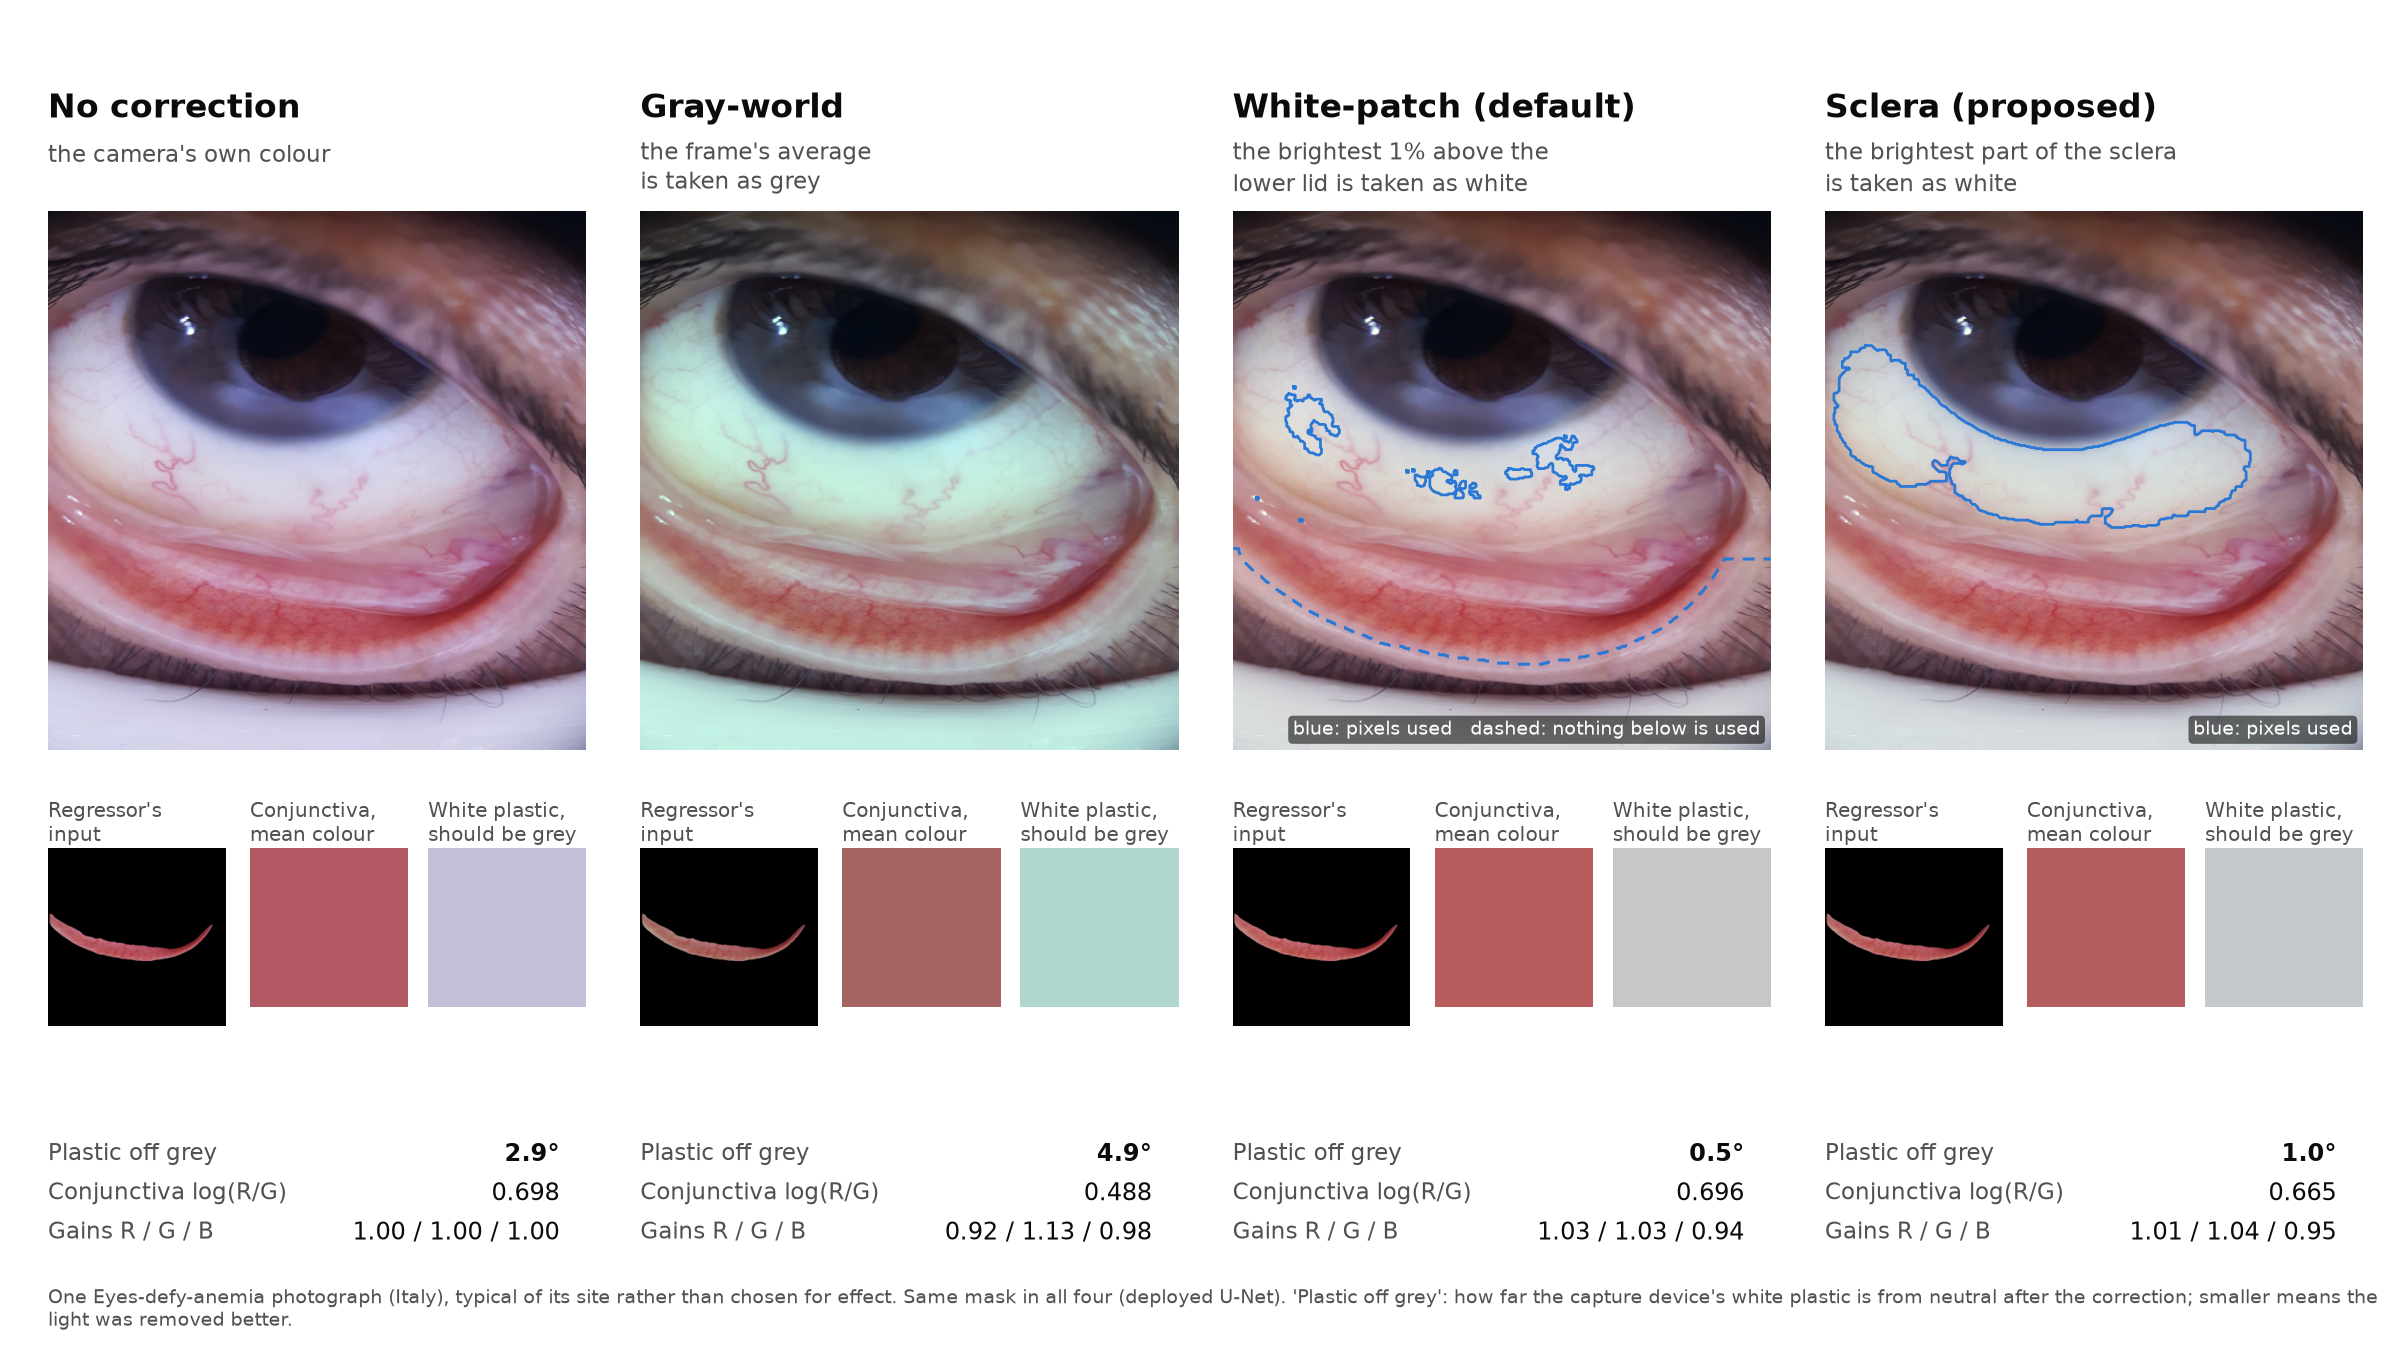 No correction
the camera's own colour
Gray-world
the frame's average
is taken as grey
White-patch (default)
the brightest 1% above the
lower lid is taken as white
Sclera (proposed)
the brightest part of the sclera
is taken as white
blue: pixels used   dashed: nothing below is used
blue: pixels used
Regressor's
input
Conjunctiva,
mean colour
White plastic,
should be grey
Regressor's
input
Conjunctiva,
mean colour
White plastic,
should be grey
Regressor's
input
Conjunctiva,
mean colour
White plastic,
should be grey
Regressor's
input
Conjunctiva,
mean colour
White plastic,
should be grey
Plastic off grey 2.9°
Conjunctiva log(R/G) 0.698
Gains R / G / B 1.00 / 1.00 / 1.00
Plastic off grey 4.9°
Conjunctiva log(R/G) 0.488
Gains R / G / B 0.92 / 1.13 / 0.98
Plastic off grey 0.5°
Conjunctiva log(R/G) 0.696
Gains R / G / B 1.03 / 1.03 / 0.94
Plastic off grey 1.0°
Conjunctiva log(R/G) 0.665
Gains R / G / B 1.01 / 1.04 / 0.95
One Eyes-defy-anemia photograph (Italy), typical of its site rather than chosen for effect. Same mask in all four (deployed U-Net). 'Plastic off grey': how far the capture device's white plastic is from neutral after the correction; smaller means the
light was removed better.